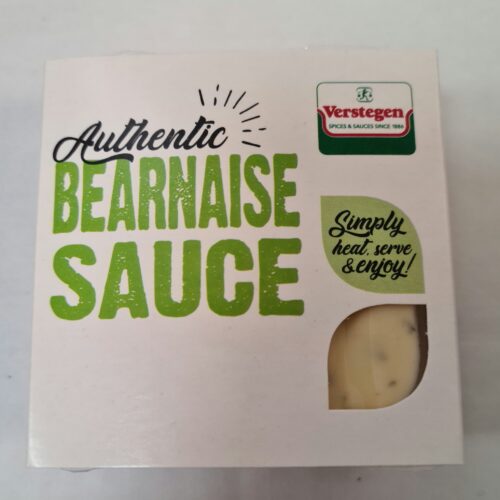 Authentic
BEARNAISE
SAUCE
Verstegen
SPICES & SAUCES SINCE 1886
Simply
heat, serve
& enjoy!